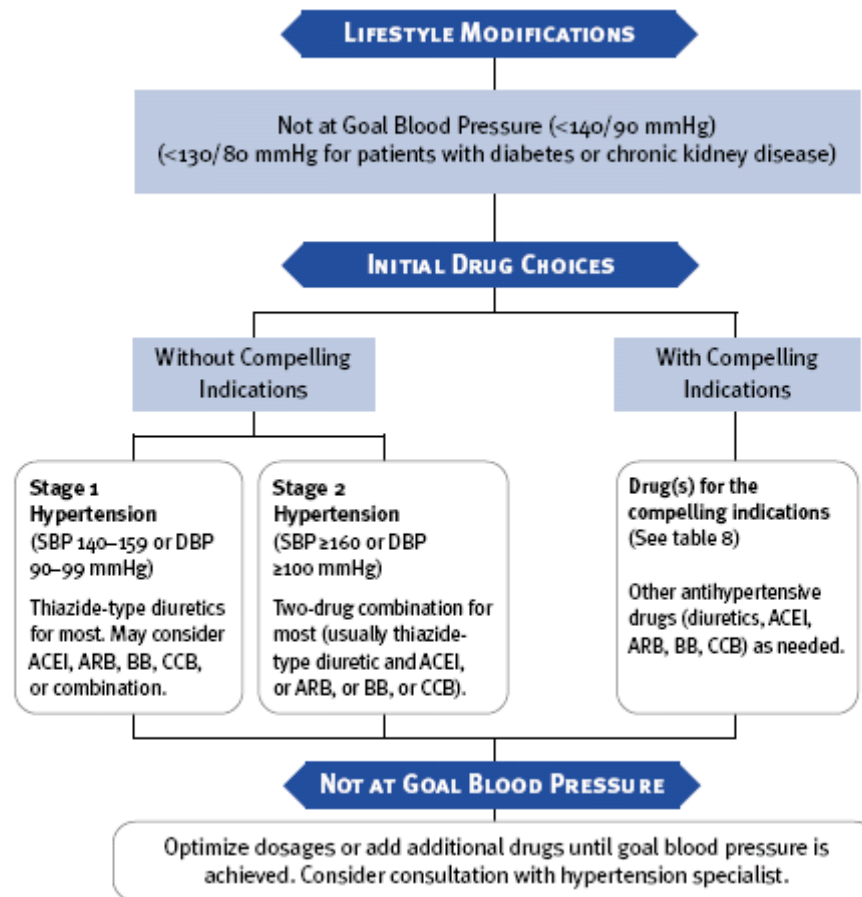 LIFESTYLE MODIFICATIONS
Not at Goal Blood Pressure (<140/90 mmHg)
(<130/80 mmHg for patients with diabetes or chronic kidney disease)
INITIAL DRUG CHOICES
Without Compelling
Indications
With Compelling
Indications
Stage 1
Hypertension
(SBP 140–159 or DBP
90–99 mmHg)
Thiazide-type diuretics
for most. May consider
ACEI, ARB, BB, CCB,
or combination.
Stage 2
Hypertension
(SBP ≥160 or DBP
≥100 mmHg)
Two-drug combination for
most (usually thiazide-
type diuretic and ACEI,
or ARB, or BB, or CCB).
Drug(s) for the
compelling indications
(See table 8)
Other antihypertensive
drugs (diuretics, ACEI,
ARB, BB, CCB) as needed.
NOT AT GOAL BLOOD PRESSURE
Optimize dosages or add additional drugs until goal blood pressure is
achieved. Consider consultation with hypertension specialist.